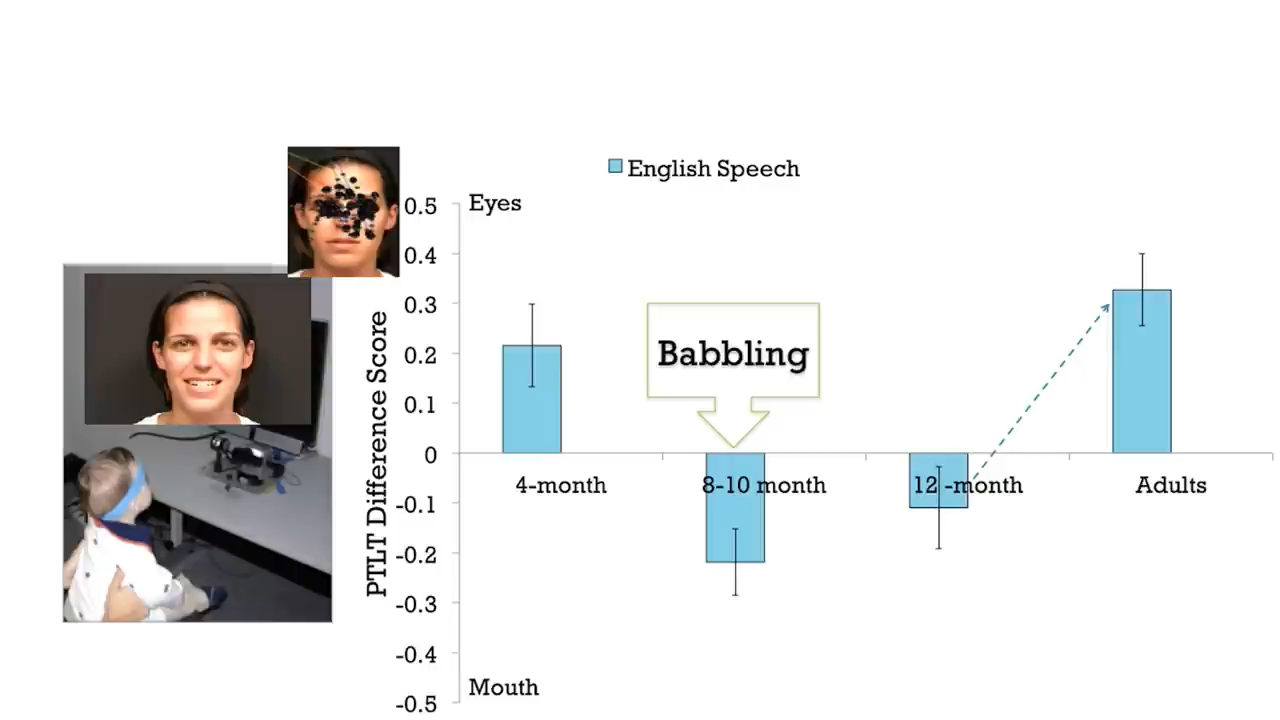 English Speech
Eyes
0.5
0.4
0.3
0.2
0.1
0
-0.1
-0.2
-0.3
-0.4
-0.5
PTLT Difference Score
Babbling
4-month
8-10 month
12 -month
Adults
Mouth